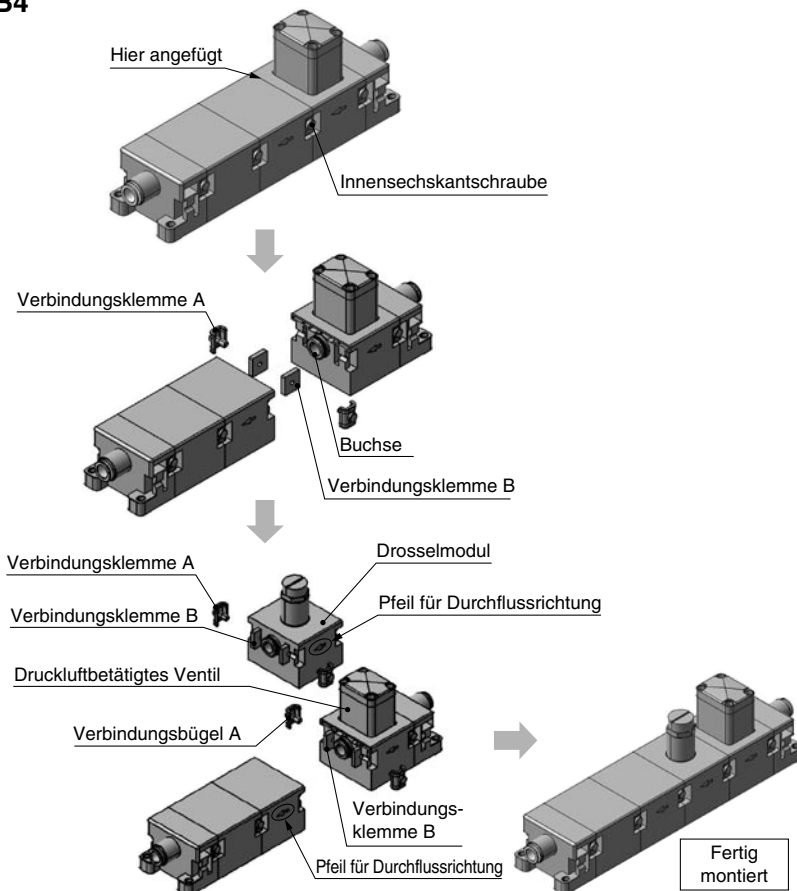 Hier angefügt
Innensechskantschraube
Verbindungsklemme A
Buchse
Verbindungsklemme B
Drosselmodul
Verbindungsklemme A
Pfeil für Durchflussrichtung
Verbindungsklemme B
Druckluftbetätigtes Ventil
Verbindungsbügel A
Verbindungs-
klemme B
Pfeil für Durchflussrichtung
Fertig
montiert